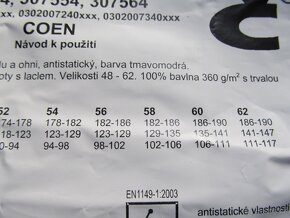 4, 307554, 307564
xxx, 0302007240xxx, 0302007340xxx
COEN
Návod k použití
u a ohni, antistatický, barva tmavomodrá.
oty s laclem. Velikosti 48 - 62. 100% bavlna 360 g/m² s trvalou
52 54 56 58 60 62
74-178 178-182 182-186 182-186 186-190 186-190
18-123 123-129 123-129 129-135 135-141 141-147
0-94 94-98 98-102 102-106 106-111 111-117
EN1149-1:2003
antistatické vlastnosti